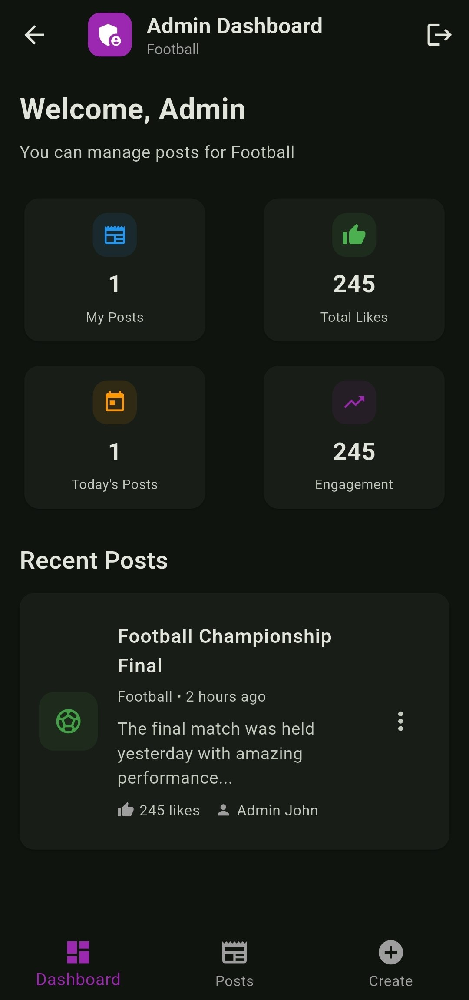 Admin Dashboard
Football
Welcome, Admin
You can manage posts for Football
1
My Posts
245
Total Likes
1
Today's Posts
245
Engagement
Recent Posts
Football Championship
Final
Football • 2 hours ago
The final match was held
yesterday with amazing
performance...
245 likes Admin John
Dashboard
Posts
Create